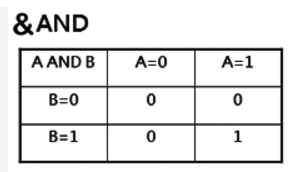 &AND
A AND B A=0 A=1
B=0 0 0
B=1 0 1